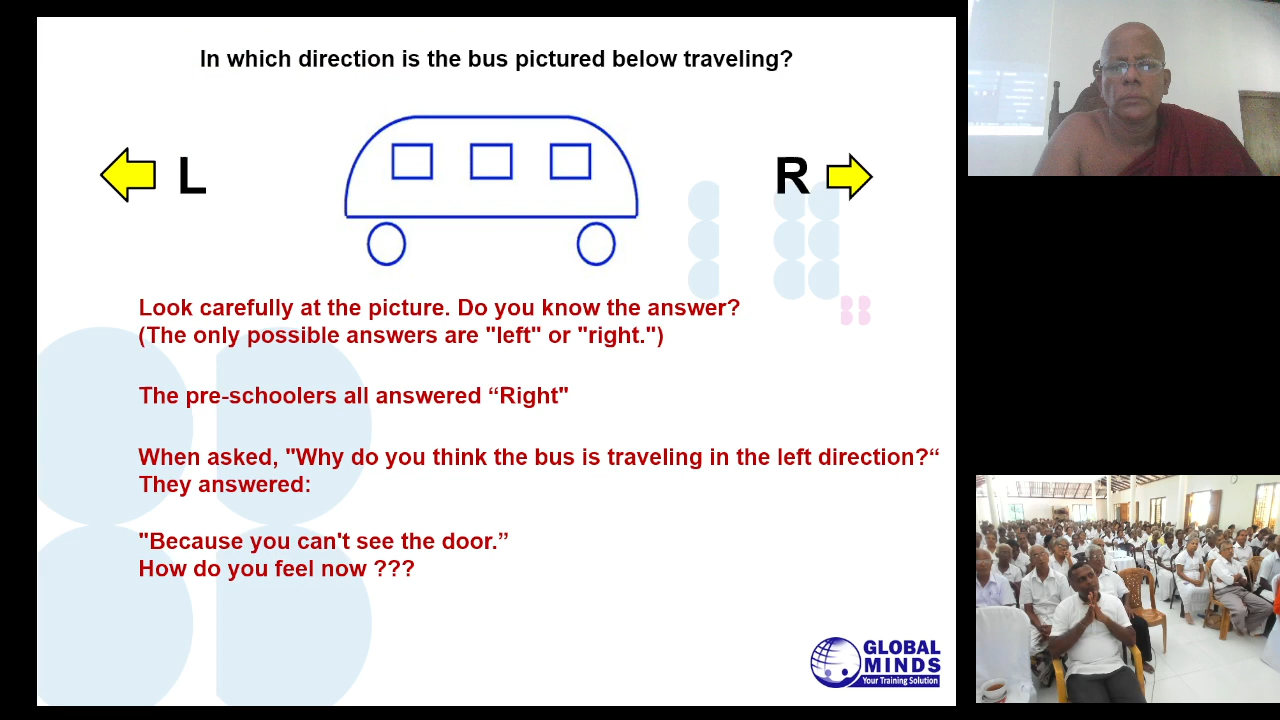 In which direction is the bus pictured below traveling?
L
R
Look carefully at the picture. Do you know the answer?
(The only possible answers are "left" or "right.")
The pre-schoolers all answered “Right"
When asked, "Why do you think the bus is traveling in the left direction?“
They answered:
"Because you can't see the door.”
How do you feel now ???
GLOBAL
MINDS
Your Training Solution